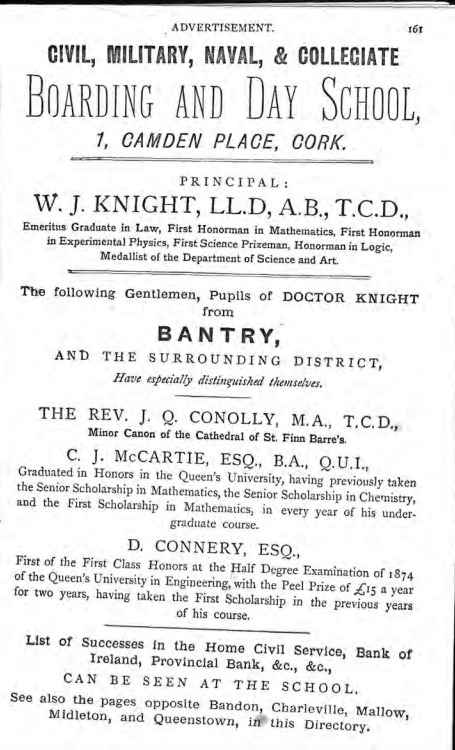 ADVERTISEMENT. 161
CIVIL, MILITARY, NAVAL, & COLLEGIATE
BOARDING AND DAY SCHOOL,
1, CAMDEN PLACE, CORK.
PRINCIPAL:
W. J. KNIGHT, LL.D, A.B., T.C.D.,
Emeritus Graduate in Law, First Honorman in Mathematics, First Honorman
in Experimental Physics, First Science Prizeman, Honorman in Logic,
Medallist of the Department of Science and Art.
The following Gentlemen, Pupils of DOCTOR KNIGHT
from
BANTRY,
AND THE SURROUNDING DISTRICT,
Have especially distinguished themselves.
THE REV. J. Q. CONOLLY, M.A., T.C.D.,
Minor Canon of the Cathedral of St. Finn Barre's.
C. J. McCARTIE, ESQ., B.A., Q.U.I.,
Graduated in Honors in the Queen's University, having previously taken
the Senior Scholarship in Mathematics, the Senior Scholarship in Chemistry,
and the First Scholarship in Mathematics, in every year of his under-
graduate course.
D. CONNERY, ESQ.,
First of the First Class Honors at the Half Degree Examination of 1874
of the Queen's University in Engineering, with the Peel Prize of £15 a year
for two years, having taken the First Scholarship in the previous years
of his course.
List of Successes in the Home Civil Service, Bank of
Ireland, Provincial Bank, &c., &c.,
CAN BE SEEN AT THE SCHOOL.
See also the pages opposite Bandon, Charleville, Mallow,
Midleton, and Queenstown, in this Directory.